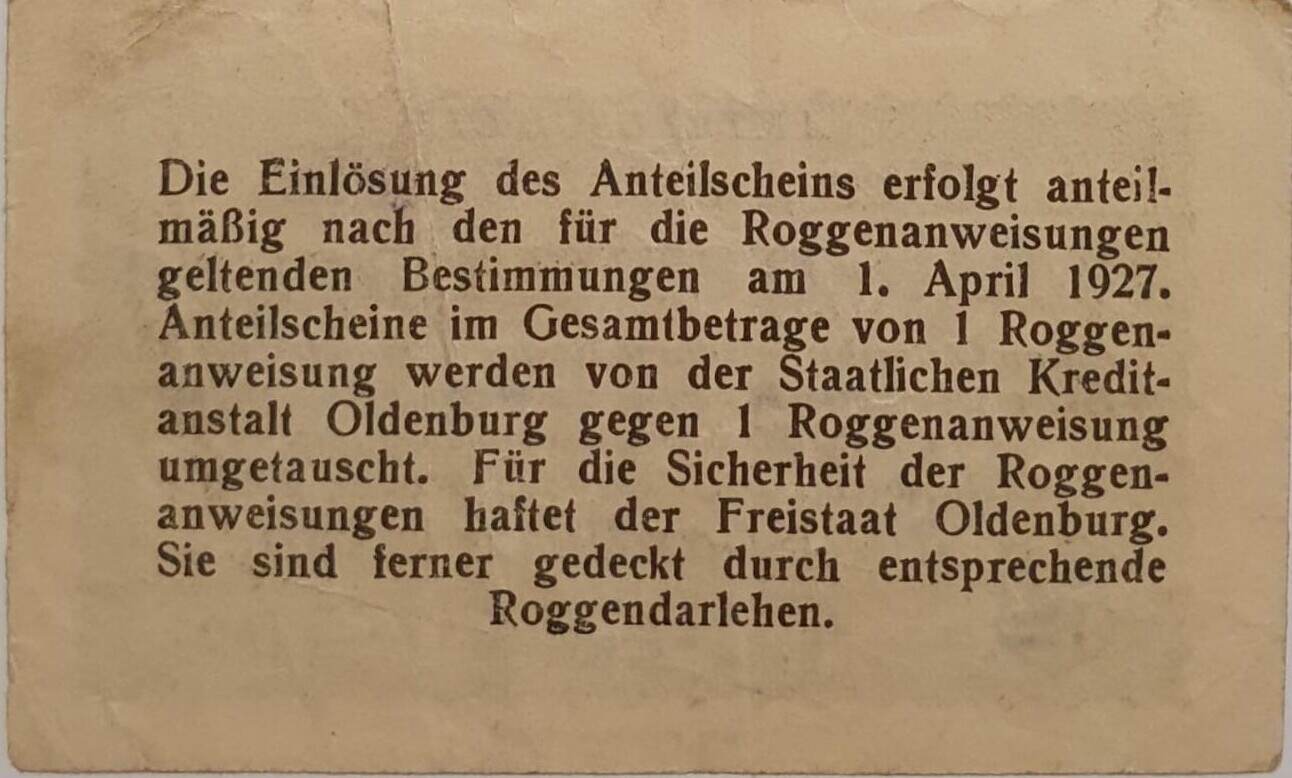 Die Einlösung des Anteilscheins erfolgt anteil-
mäßig nach den für die Roggenanweisungen
geltenden Bestimmungen am 1. April 1927.
Anteilscheine im Gesamtbetrage von 1 Roggen-
anweisung werden von der Staatlichen Kredit-
anstalt Oldenburg gegen 1 Roggenanweisung
umgetauscht. Für die Sicherheit der Roggen-
anweisungen haftet der Freistaat Oldenburg.
Sie sind ferner gedeckt durch entsprechende
Roggendarlehen.